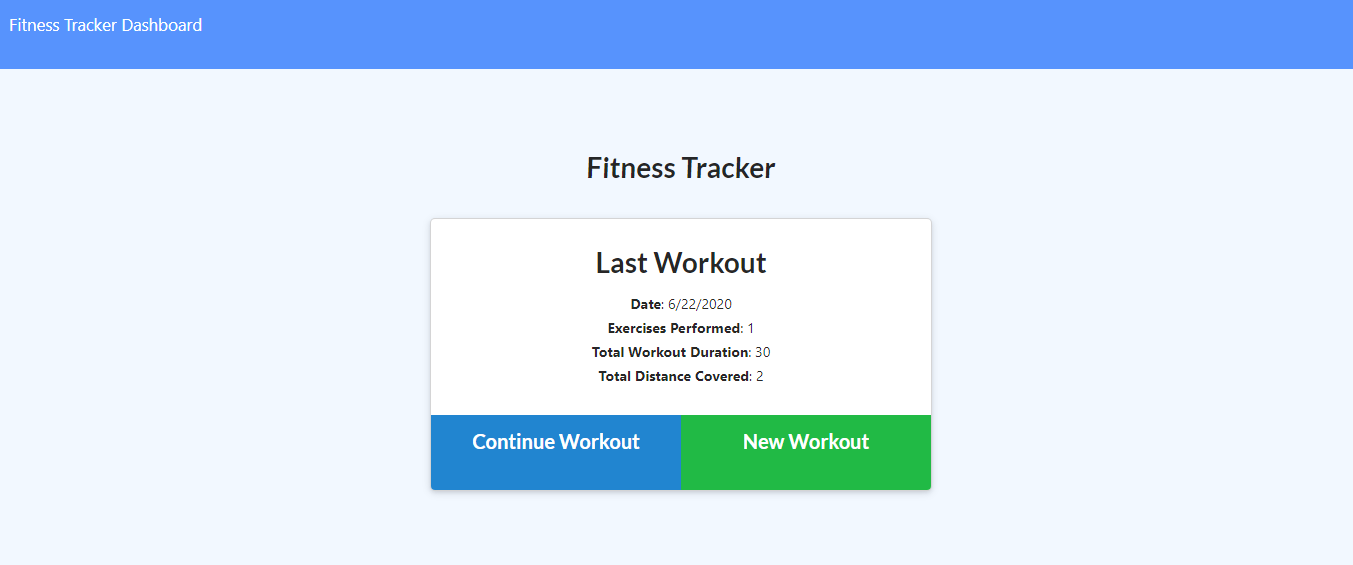 Fitness Tracker Dashboard
Fitness Tracker
Last Workout
Date: 6/22/2020
Exercises Performed: 1
Total Workout Duration: 30
Total Distance Covered: 2
Continue Workout New Workout